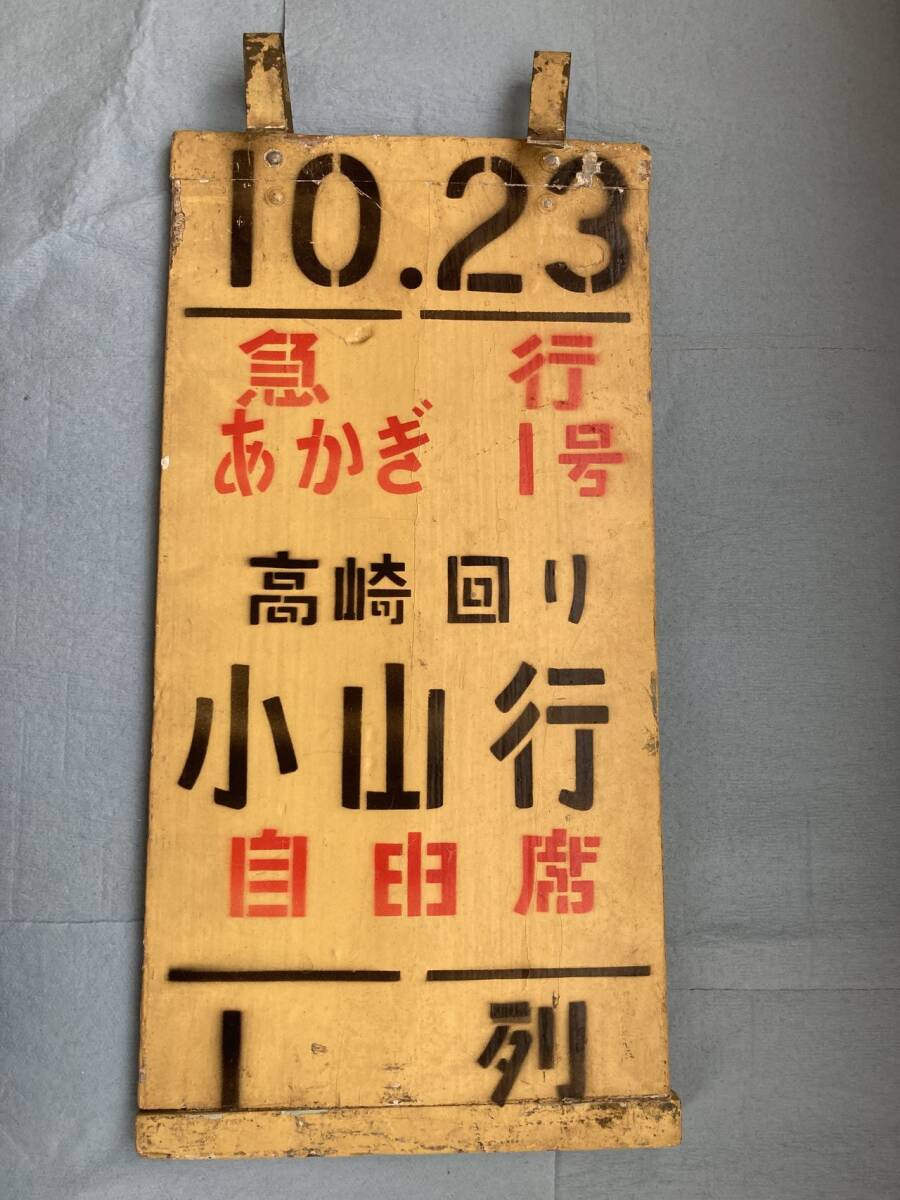 10.23
急行
あかぎ 1号
高崎回り
小山行
自由席
1列